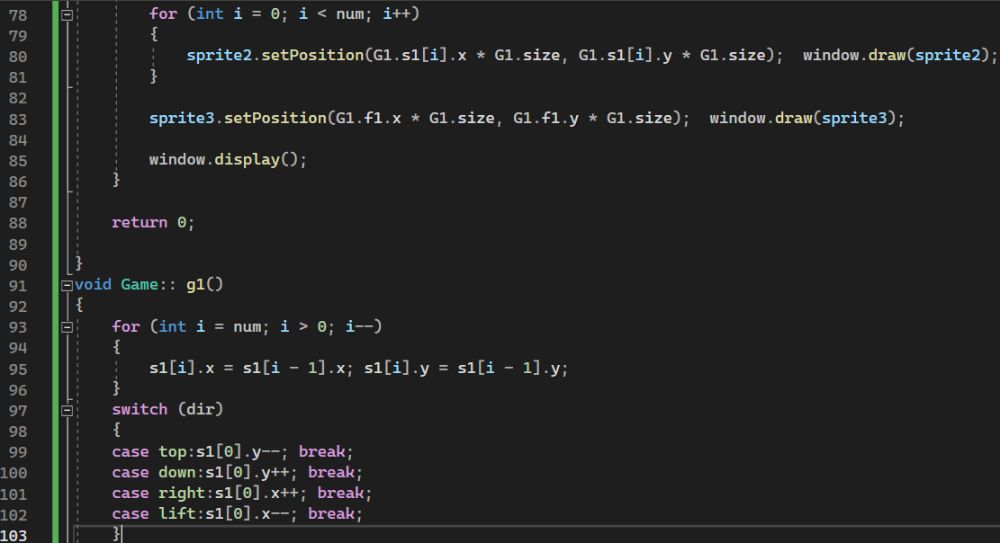 78 for (int i = 0; i < num; i++)
79 {
80 sprite2.setPosition(G1.s1[i].x * G1.size, G1.s1[i].y * G1.size);  window.draw(sprite2);
81 }
82
83 sprite3.setPosition(G1.f1.x * G1.size, G1.f1.y * G1.size);  window.draw(sprite3);
84
85 window.display();
86 }
87
88 return 0;
89
90 }
91 void Game:: g1()
92 {
93 for (int i = num; i > 0; i--)
94 {
95 s1[i].x = s1[i - 1].x; s1[i].y = s1[i - 1].y;
96 }
97 switch (dir)
98 {
99 case top:s1[0].y--; break;
100 case down:s1[0].y++; break;
101 case right:s1[0].x++; break;
102 case lift:s1[0].x--; break;
103 }